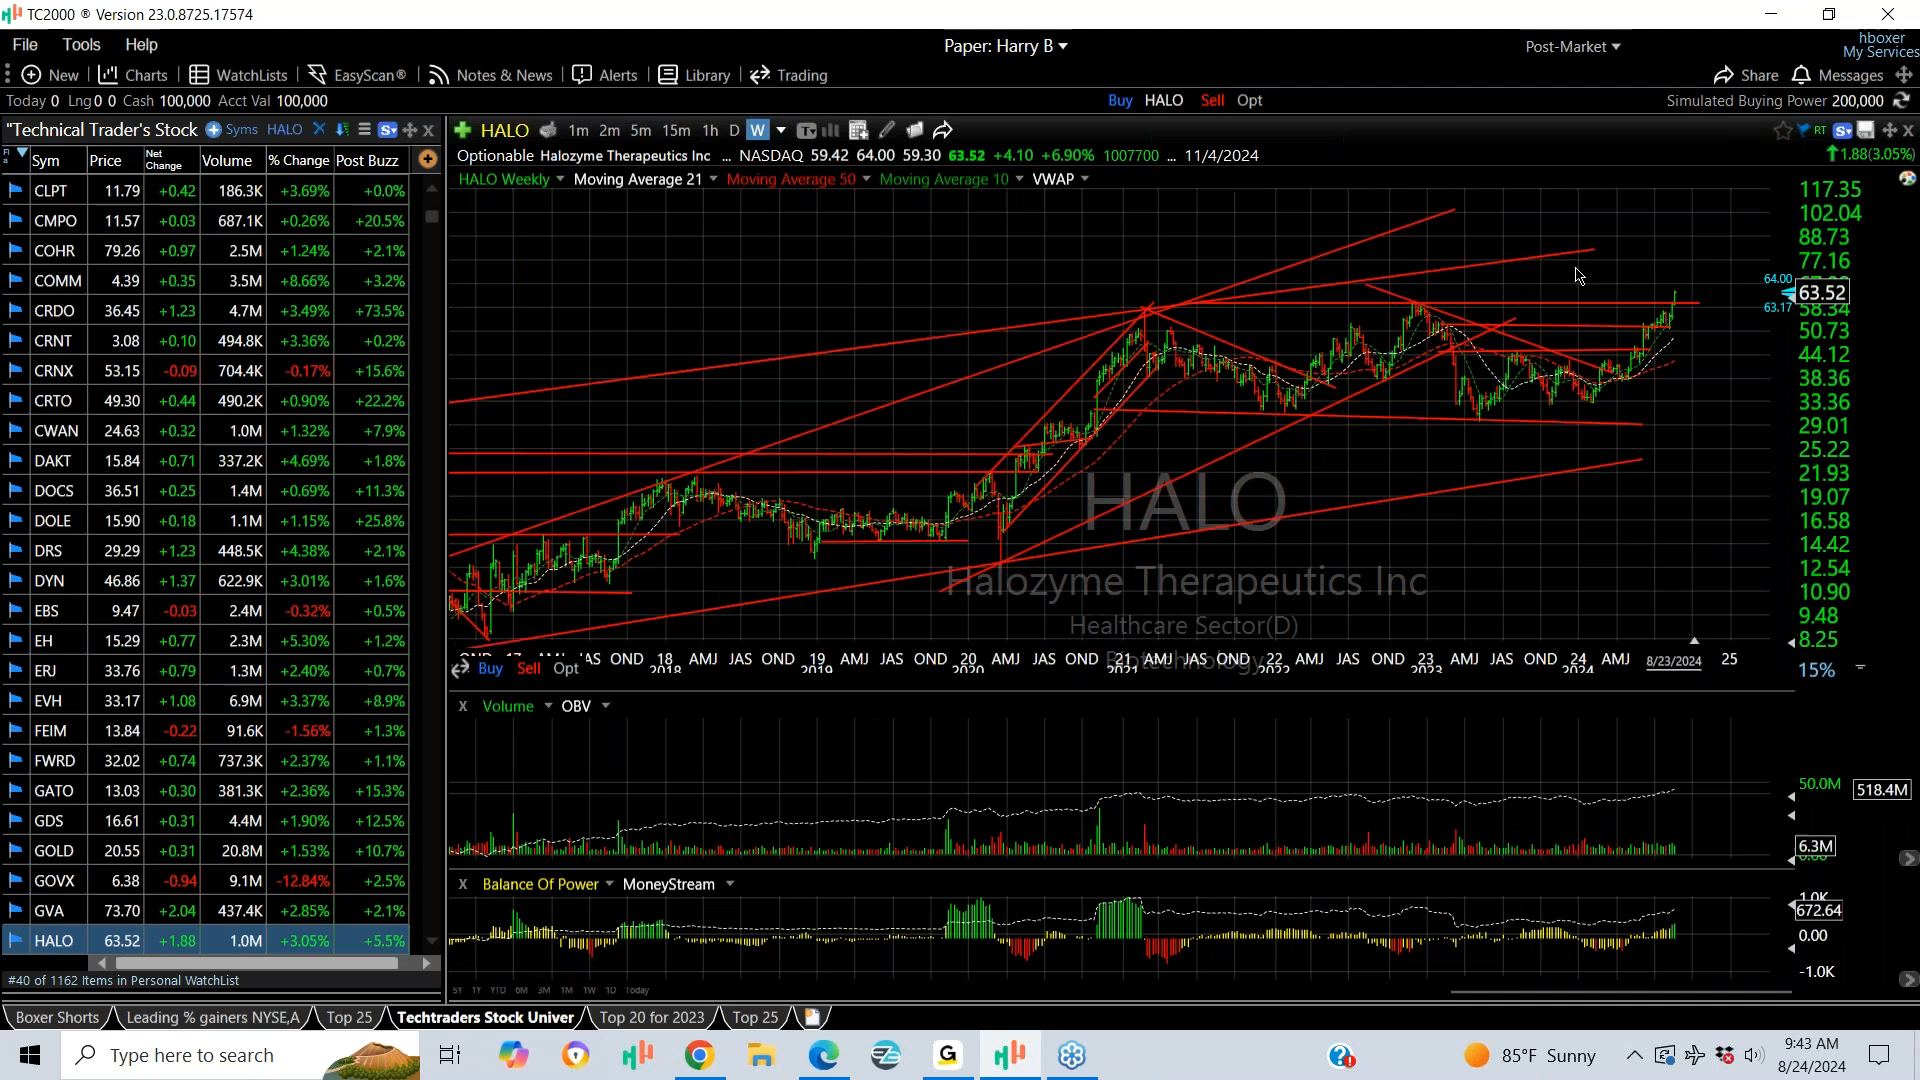 TC2000 ® Version 23.0.8725.17574
File Tools Help
Paper: Harry B
Post-Market
hboxer
My Services
New Charts WatchLists EasyScan® Notes & News Alerts Library Trading
Share Messages
Today 0 Lng 0 0 Cash 100,000 Acct Val 100,000
Buy HALO Sell Opt
Simulated Buying Power 200,000
"Technical Trader's Stock Syms HALO
HALO 1m 2m 5m 15m 1h D W
RT
Sym Price Net Change Volume % Change Post Buzz
Optionable Halozyme Therapeutics Inc ... NASDAQ 59.42 64.00 59.30 63.52 +4.10 +6.90% 1007700 ... 11/4/2024
1.88(3.05%)
HALO Weekly Moving Average 21 Moving Average 50 Moving Average 10 VWAP
CLPT 11.79 +0.42 186.3K +3.69% +0.0%
CMPO 11.57 +0.03 687.1K +0.26% +20.5%
COHR 79.26 +0.97 2.5M +1.24% +2.1%
COMM 4.39 +0.35 3.5M +8.66% +3.2%
CRDO 36.45 +1.23 4.7M +3.49% +73.5%
CRNT 3.08 +0.10 494.8K +3.36% +0.2%
CRNX 53.15 -0.09 704.4K -0.17% +15.6%
CRTO 49.30 +0.44 490.2K +0.90% +22.2%
CWAN 24.63 +0.32 1.0M +1.32% +7.9%
DAKT 15.84 +0.71 337.2K +4.69% +1.8%
DOCS 36.51 +0.25 1.4M +0.69% +11.3%
DOLE 15.90 +0.18 1.1M +1.15% +25.8%
DRS 29.29 +1.23 448.5K +4.38% +2.1%
DYN 46.86 +1.37 622.9K +3.01% +1.6%
EBS 9.47 -0.03 2.4M -0.32% +0.5%
EH 15.29 +0.77 2.3M +5.30% +1.2%
ERJ 33.76 +0.79 1.3M +2.40% +0.7%
EVH 33.17 +1.08 6.9M +3.37% +8.9%
FEIM 13.84 -0.22 91.6K -1.56% +1.3%
FWRD 32.02 +0.74 737.3K +2.37% +1.1%
GATO 13.03 +0.30 381.3K +2.36% +15.3%
GDS 16.61 +0.31 4.4M +1.90% +12.5%
GOLD 20.55 +0.31 20.8M +1.53% +10.7%
GOVX 6.38 -0.94 9.1M -12.84% +2.5%
GVA 73.70 +2.04 437.4K +2.85% +2.1%
HALO 63.52 +1.88 1.0M +3.05% +5.5%
#40 of 1162 Items in Personal WatchList
117.35
102.04
88.73
77.16
64.00
63.52
63.17
58.34
50.73
44.12
38.36
33.36
29.01
25.22
21.93
19.07
16.58
14.42
12.54
10.90
9.48
8.25
15%
HALO
Halozyme Therapeutics Inc
Healthcare Sector(D)
Biotechnology
OND 17 AMJ JAS OND 18 AMJ JAS OND 19 AMJ JAS OND 20 AMJ JAS OND 21 AMJ JAS OND 22 AMJ JAS OND 23 AMJ JAS OND 24 AMJ 8/23/2024 25
2018 2019 2020 2021 2022 2023 2024
Buy Sell Opt
X Volume OBV
50.0M
518.4M
6.3M
X Balance Of Power MoneyStream
1.0K
672.64
0.00
-1.0K
5Y 1Y YTD 6M 3M 1M 1W 1D Today
Boxer Shorts Leading % gainers NYSE,A Top 25 Techtraders Stock Univer Top 20 for 2023 Top 25
Type here to search
85°F Sunny
9:43 AM
8/24/2024